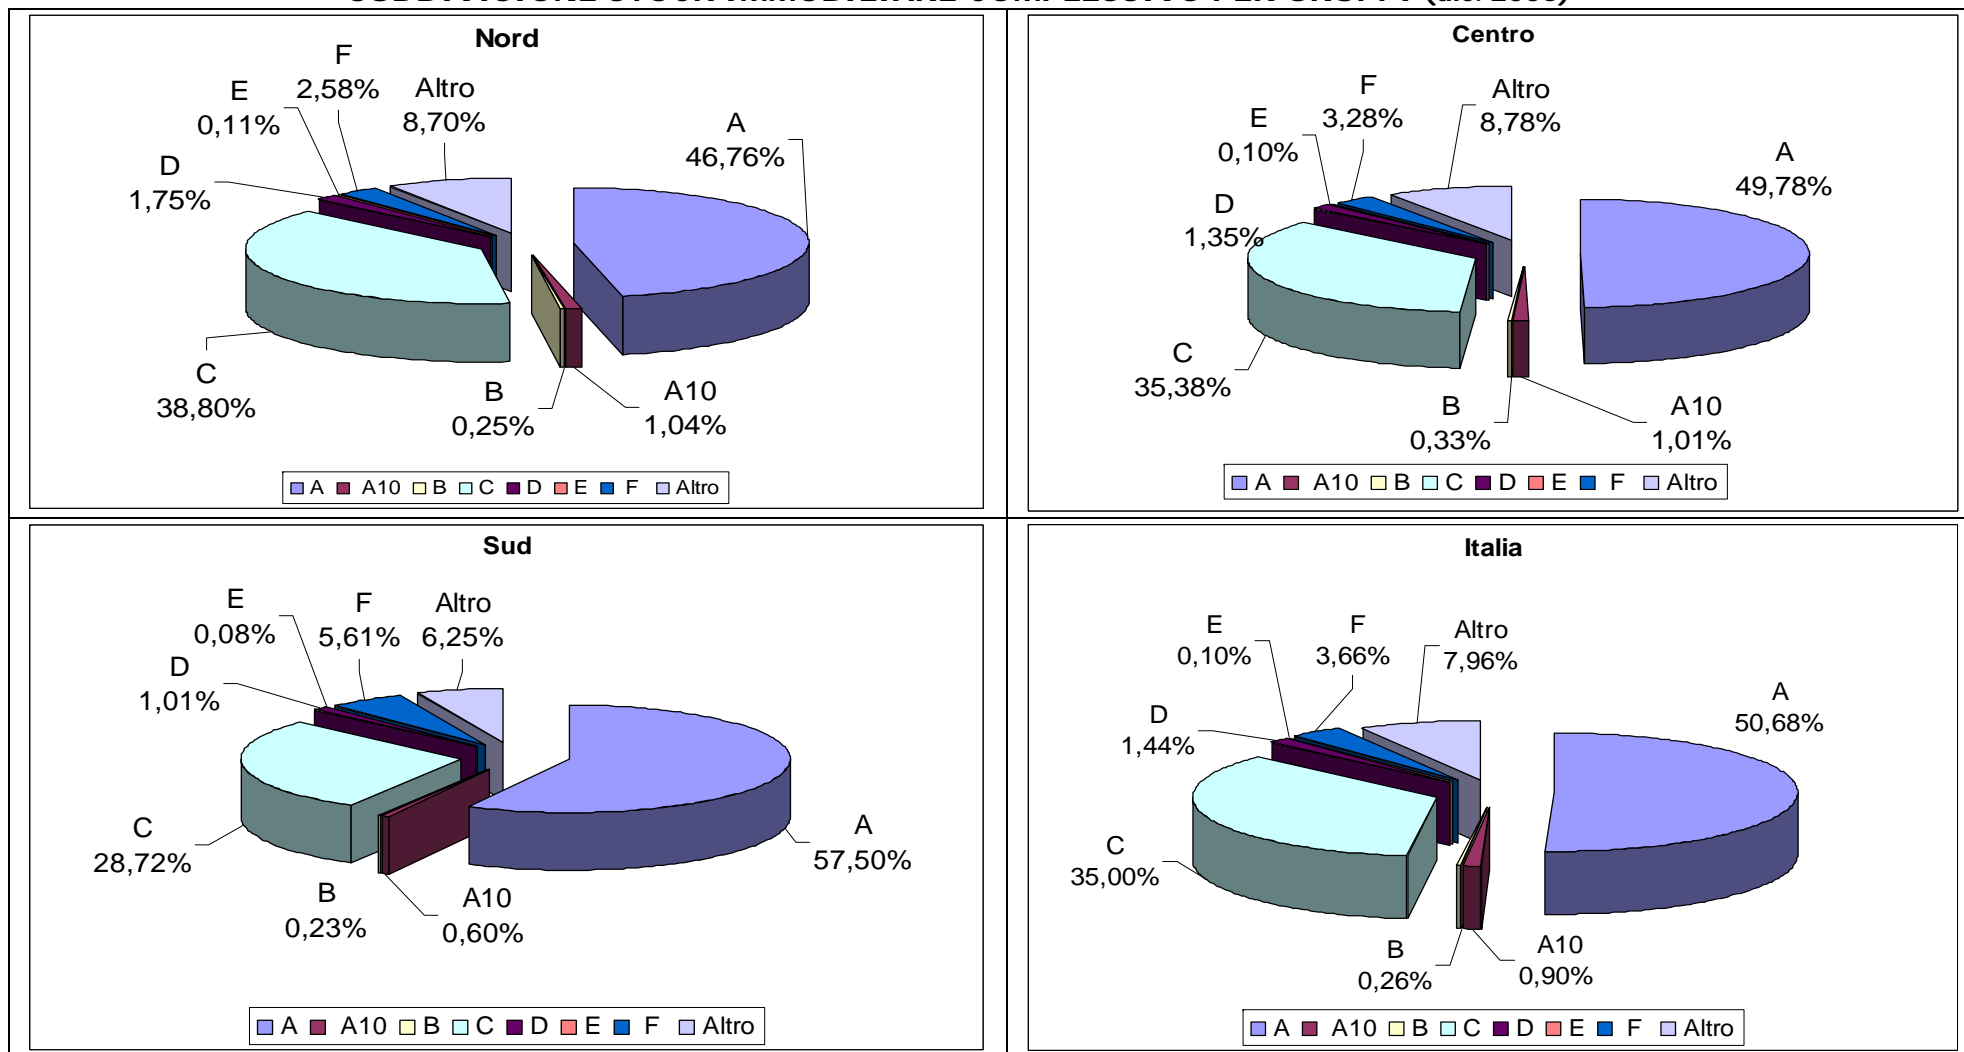 Nord
F
2,58%
Altro
8,70%
E
0,11%
A
46,76%
D
1,75%
C
38,80%
B
0,25%
A10
1,04%
A A10 B C D E F Altro
Centro
F
3,28%
Altro
8,78%
E
0,10%
A
49,78%
D
1,35%
C
35,38%
B
0,33%
A10
1,01%
A A10 B C D E F Altro
Sud
E
0,08%
F
5,61%
Altro
6,25%
D
1,01%
C
28,72%
A
57,50%
B
0,23%
A10
0,60%
A A10 B C D E F Altro
Italia
E
0,10%
F
3,66%
Altro
7,96%
A
50,68%
D
1,44%
C
35,00%
B
0,26%
A10
0,90%
A A10 B C D E F Altro